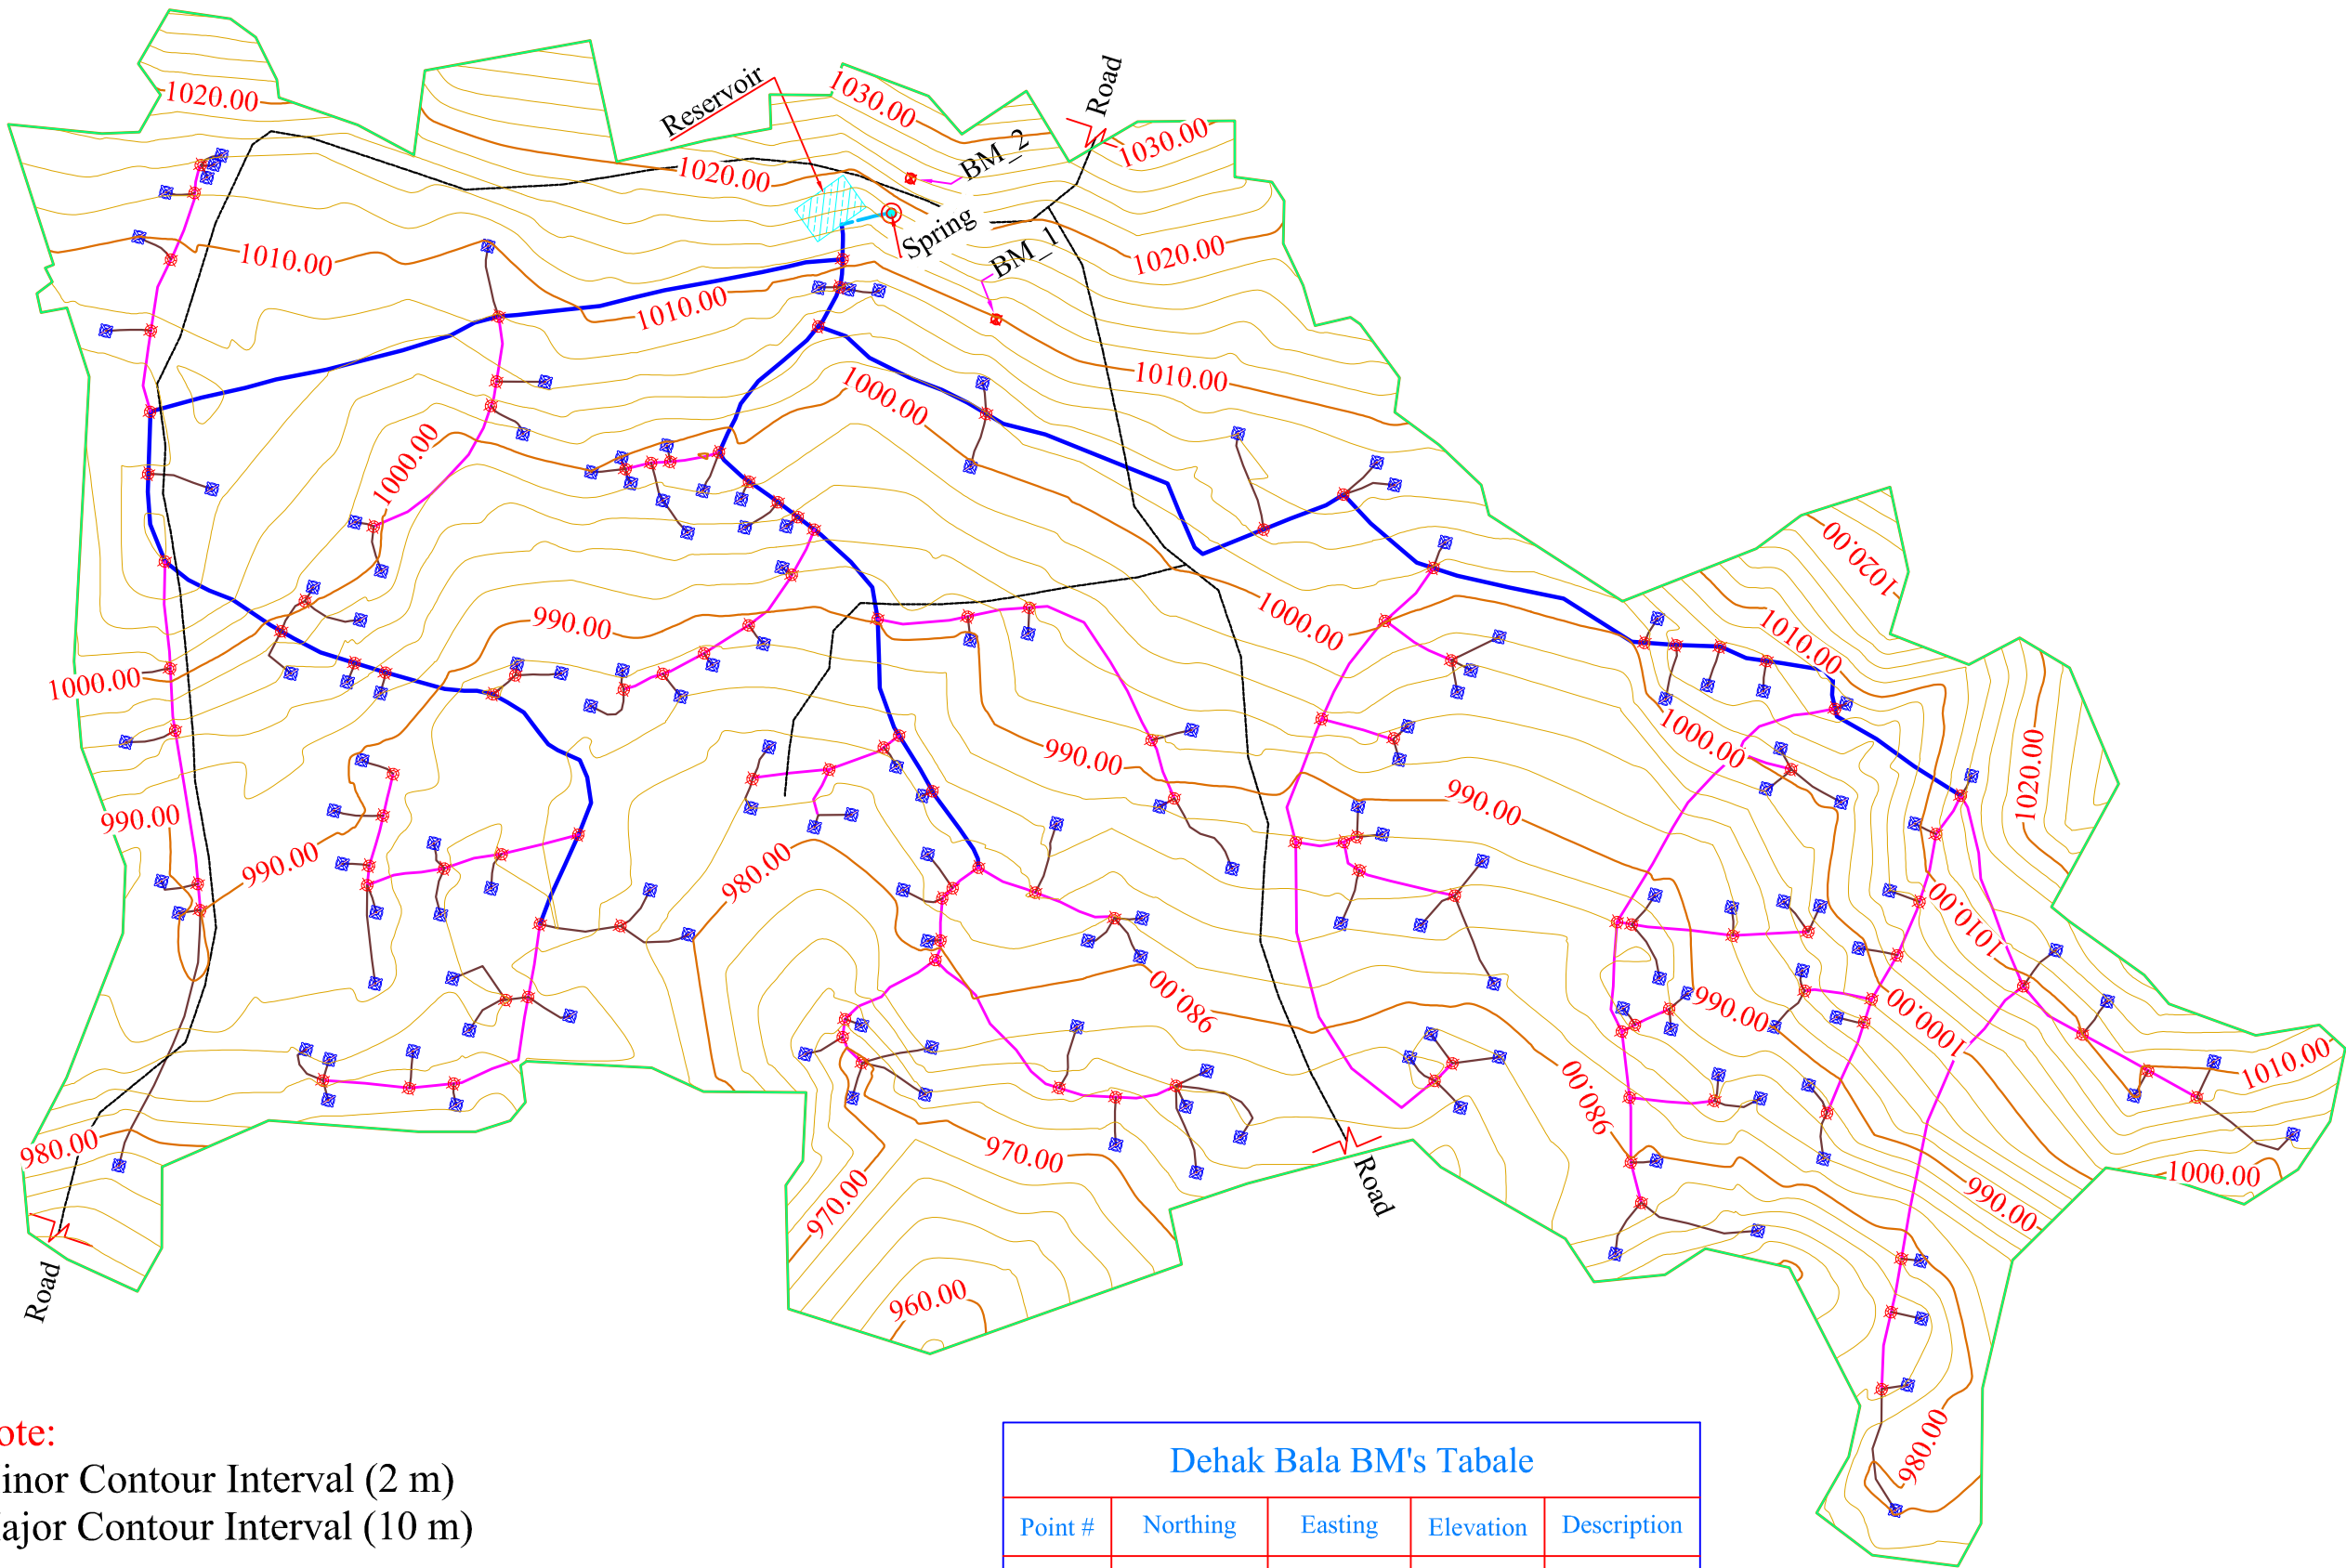 Road
1030.00
Reservoir
1020.00
1030.00
BM_2
1020.00
Spring
1020.00
BM_1
1010.00
1010.00
1010.00
1000.00
1000.00
1020.00
990.00
1000.00
1010.00
1000.00
1000.00
990.00
1020.00
990.00
990.00
990.00
980.00
1010.00
980.00
990.00
1000.00
1010.00
980.00
980.00
970.00
1000.00
970.00
990.00
Road
Road
960.00
980.00
ote:
inor Contour Interval (2 m)
ajor Contour Interval (10 m)
Dehak Bala BM's Tabale
Point # Northing Easting Elevation Description